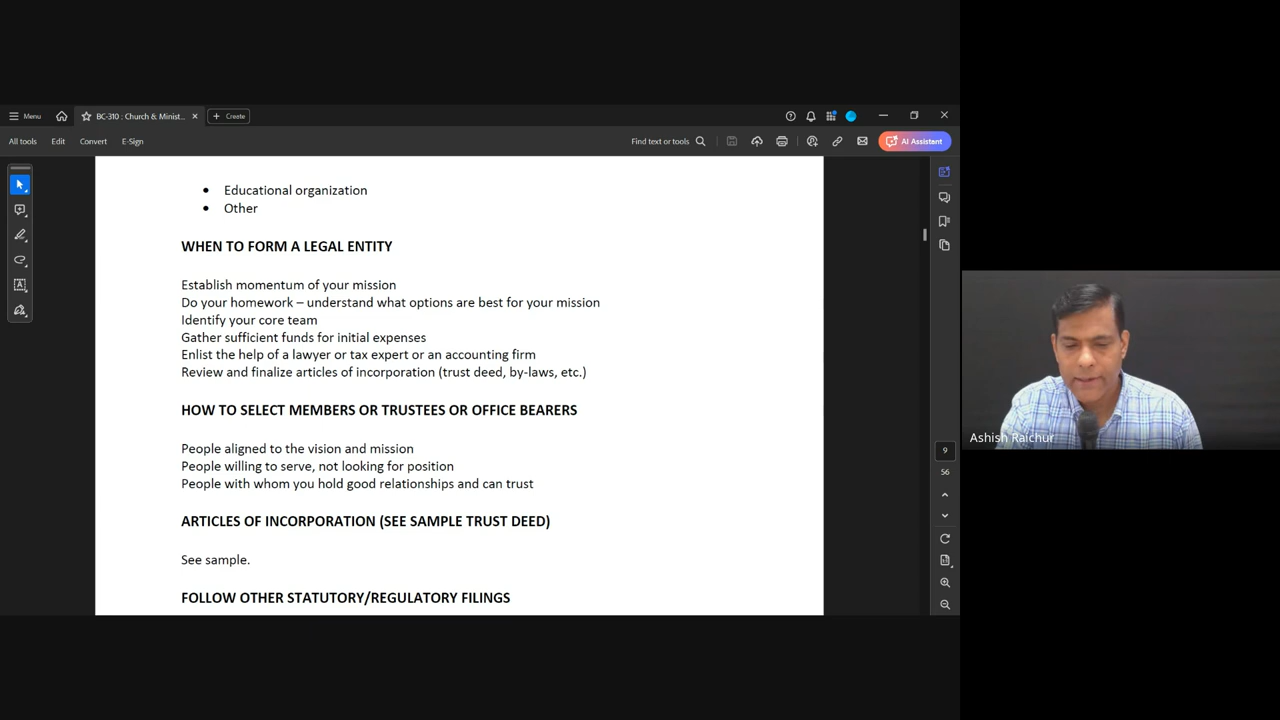 Menu
BC-310 : Church & Minist...
Create
All tools
Edit
Convert
E-Sign
Find text or tools
AI Assistant
• Educational organization
• Other
WHEN TO FORM A LEGAL ENTITY
Establish momentum of your mission
Do your homework – understand what options are best for your mission
Identify your core team
Gather sufficient funds for initial expenses
Enlist the help of a lawyer or tax expert or an accounting firm
Review and finalize articles of incorporation (trust deed, by-laws, etc.)
HOW TO SELECT MEMBERS OR TRUSTEES OR OFFICE BEARERS
People aligned to the vision and mission
People willing to serve, not looking for position
People with whom you hold good relationships and can trust
ARTICLES OF INCORPORATION (SEE SAMPLE TRUST DEED)
See sample.
FOLLOW OTHER STATUTORY/REGULATORY FILINGS
9
56
Ashish Raichur